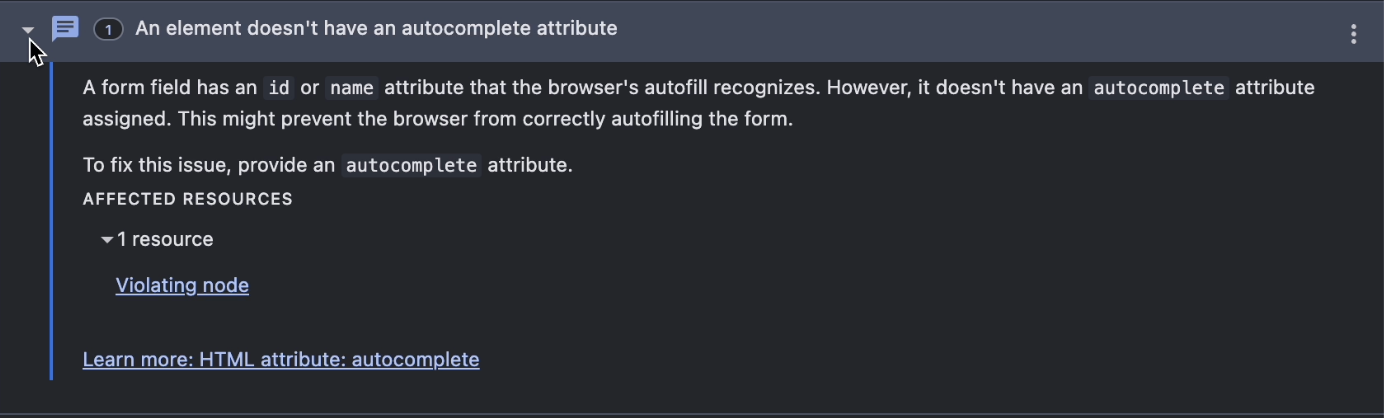 1 An element doesn't have an autocomplete attribute
A form field has an id or name attribute that the browser's autofill recognizes. However, it doesn't have an autocomplete attribute
assigned. This might prevent the browser from correctly autofilling the form.
To fix this issue, provide an autocomplete attribute.
AFFECTED RESOURCES
1 resource
Violating node
Learn more: HTML attribute: autocomplete